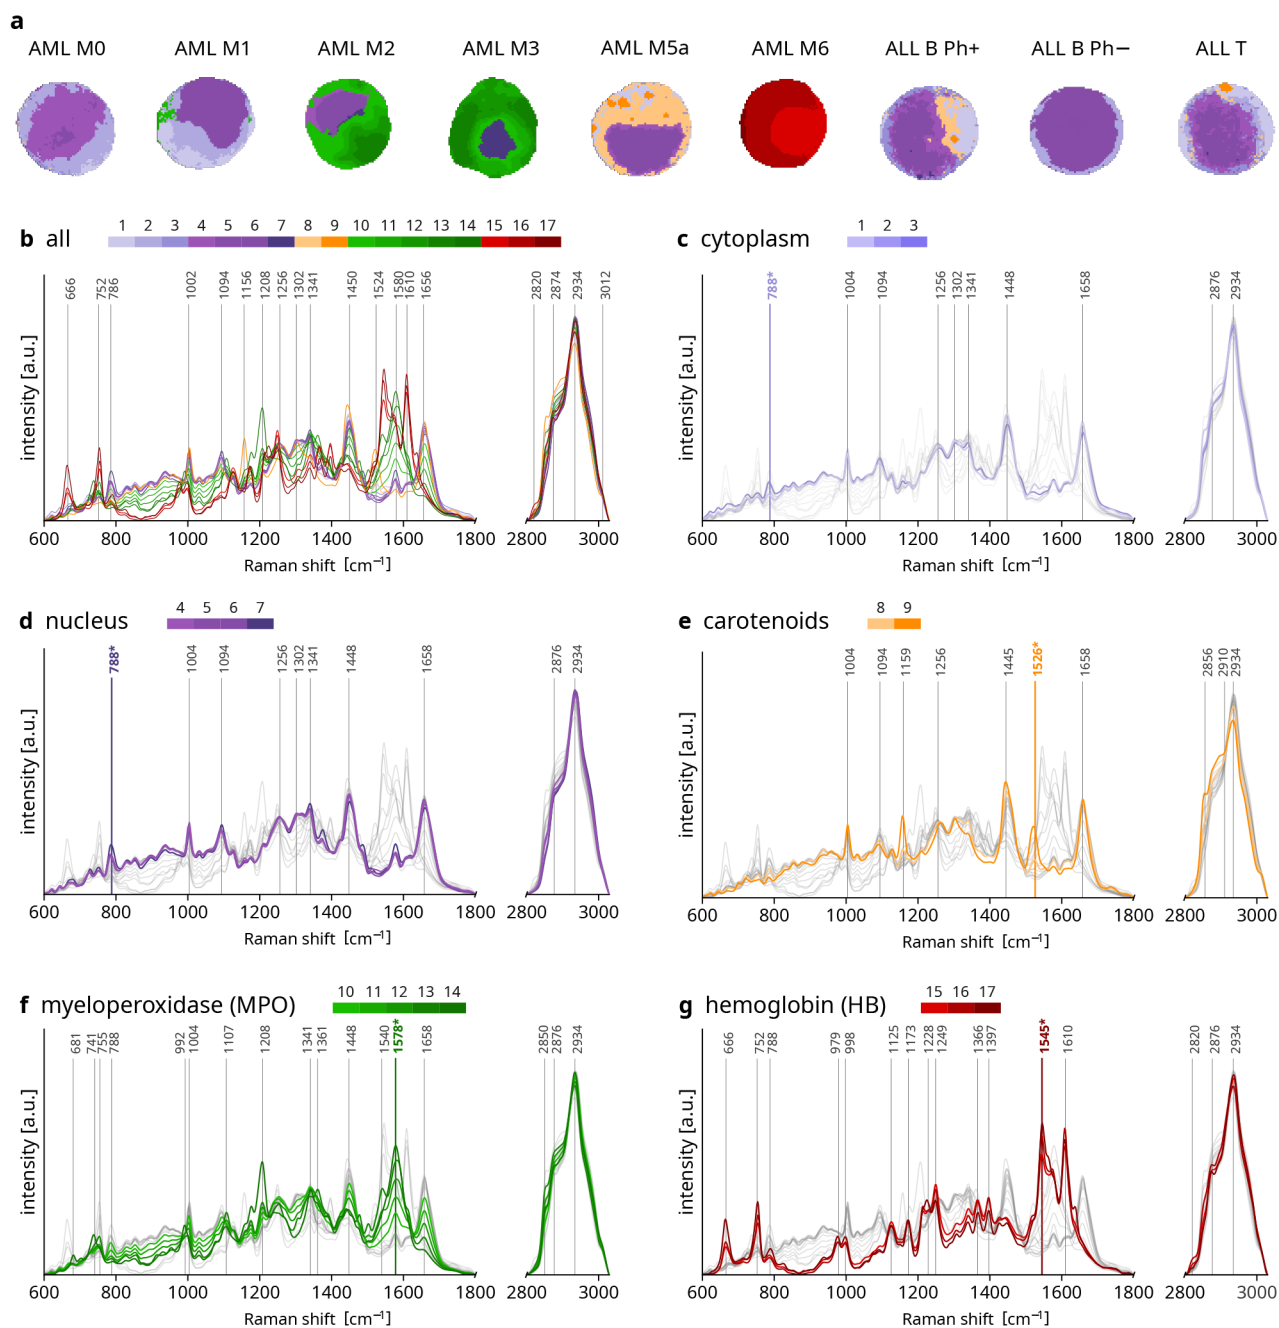 a
AML M0 AML M1 AML M2 AML M3 AML M5a AML M6 ALL B Ph+ ALL B Ph− ALL T
b all 1 2 3 4 5 6 7 8 9 10 11 12 13 14 15 16 17
666 752 786 1002 1094 1156 1208 1256 1302 1341 1450 1524 1580 1610 1656 2820 2874 2934 3012
intensity [a.u.]
600 800 1000 1200 1400 1600 1800 2800 3000
Raman shift [cm⁻¹]
c cytoplasm 1 2 3
788* 1004 1094 1256 1302 1341 1448 1658 2876 2934
intensity [a.u.]
600 800 1000 1200 1400 1600 1800 2800 3000
Raman shift [cm⁻¹]
d nucleus 4 5 6 7
788* 1004 1094 1256 1302 1341 1448 1658 2876 2934
intensity [a.u.]
600 800 1000 1200 1400 1600 1800 2800 3000
Raman shift [cm⁻¹]
e carotenoids 8 9
1004 1094 1159 1256 1445 1526* 1658 2856 2910 2934
intensity [a.u.]
600 800 1000 1200 1400 1600 1800 2800 3000
Raman shift [cm⁻¹]
f myeloperoxidase (MPO) 10 11 12 13 14
681 741 755 788 992 1004 1107 1208 1341 1361 1448 1540 1578* 1658 2850 2876 2934
intensity [a.u.]
600 800 1000 1200 1400 1600 1800 2800 3000
Raman shift [cm⁻¹]
g hemoglobin (HB) 15 16 17
666 752 788 979 998 1125 1173 1228 1249 1366 1397 1545* 1610 2820 2876 2934
intensity [a.u.]
600 800 1000 1200 1400 1600 1800 2800 3000
Raman shift [cm⁻¹]